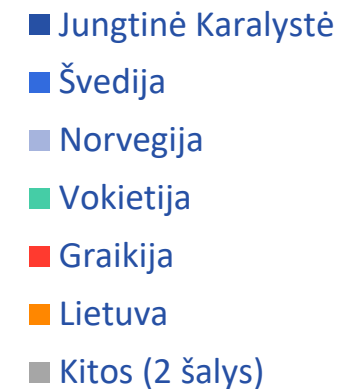 Jungtinė Karalystė
Švedija
Norvegija
Vokietija
Graikija
Lietuva
Kitos (2 šalys)